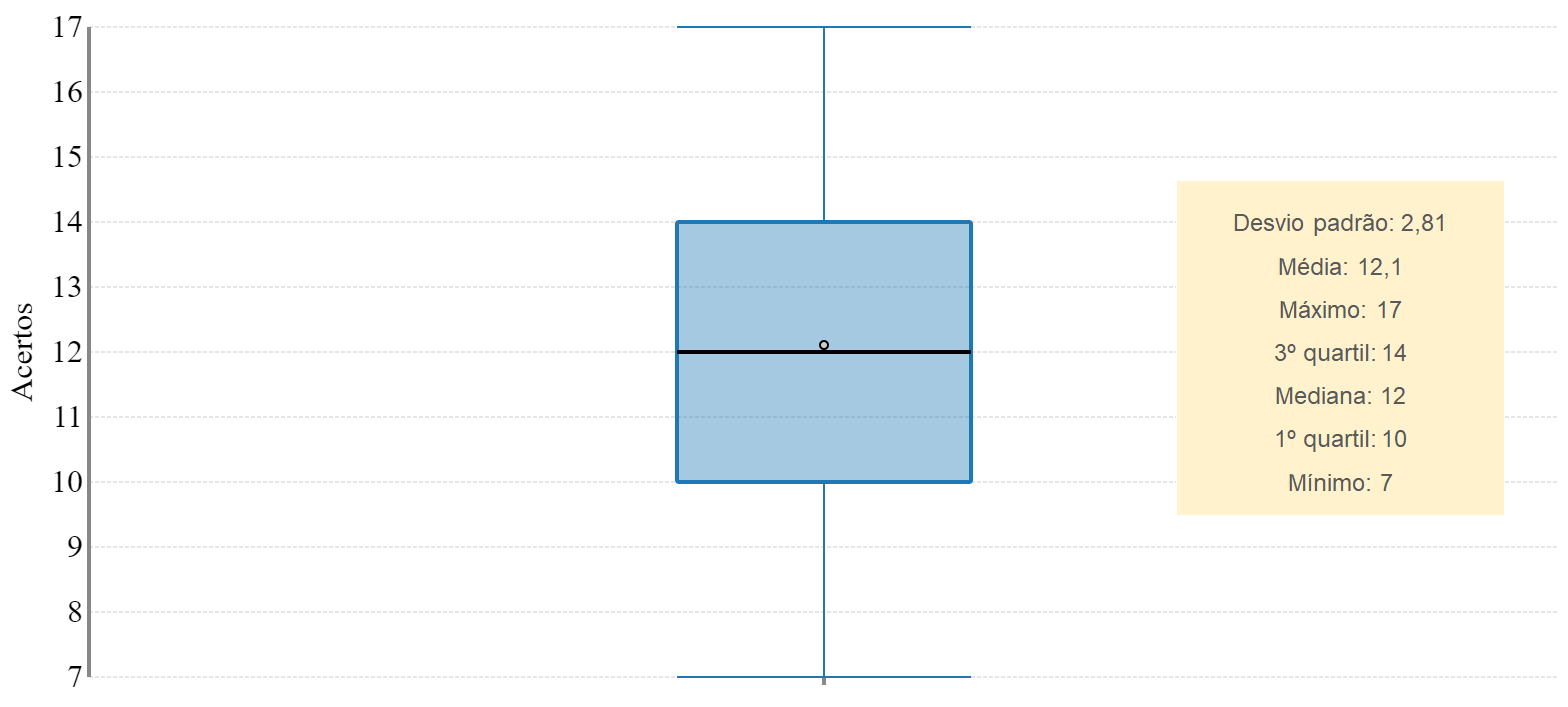 17
16
15
14
13
12
11
10
9
8
7
Acertos
Desvio padrão: 2,81
Média: 12,1
Máximo: 17
3º quartil: 14
Mediana: 12
1º quartil: 10
Mínimo: 7